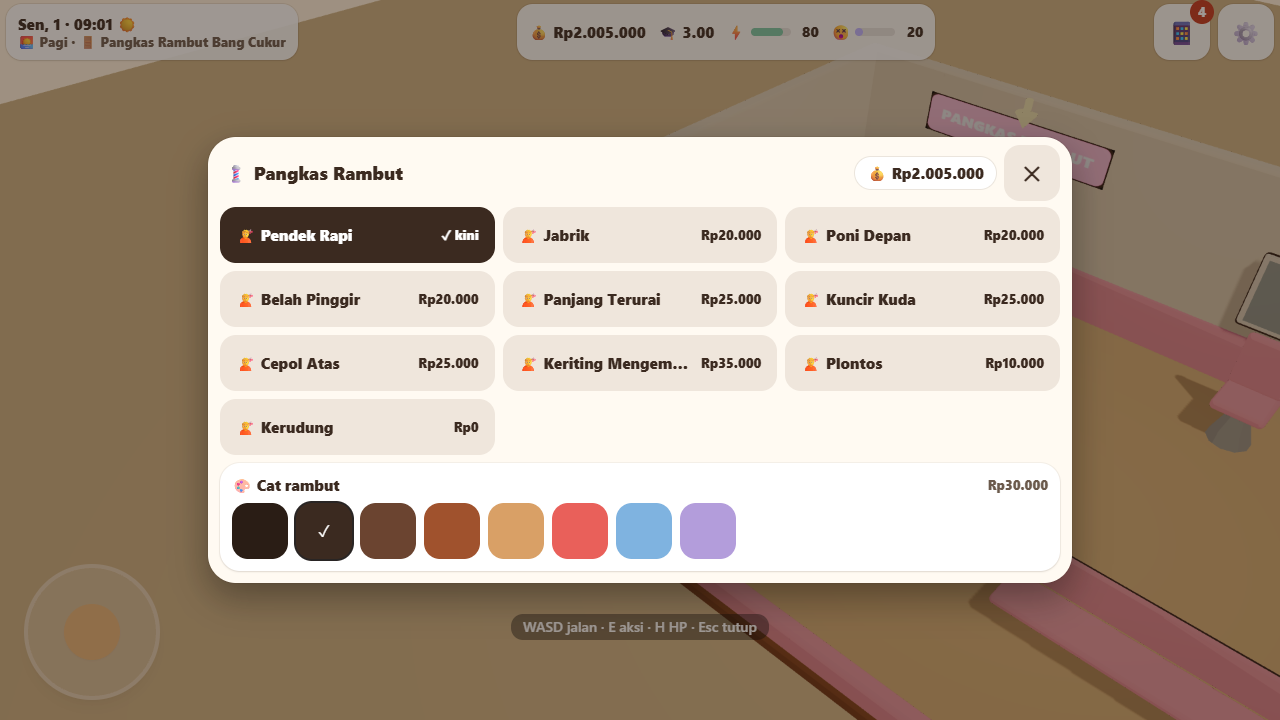 Sen, 1 · 09:01
Pagi · Pangkas Rambut Bang Cukur
Rp2.005.000 3.00 80 20
4
PANGKAS
Pangkas Rambut
Rp2.005.000
Pendek Rapi ✓ kini
Jabrik Rp20.000
Poni Depan Rp20.000
Belah Pinggir Rp20.000
Panjang Terurai Rp25.000
Kuncir Kuda Rp25.000
Cepol Atas Rp25.000
Keriting Mengem... Rp35.000
Plontos Rp10.000
Kerudung Rp0
Cat rambut Rp30.000
✓
WASD jalan · E aksi · H HP · Esc tutup